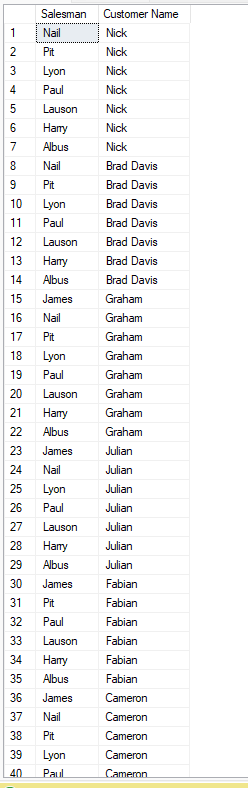 Salesman Customer Name
1 Nail Nick
2 Pit Nick
3 Lyon Nick
4 Paul Nick
5 Lauson Nick
6 Harry Nick
7 Albus Nick
8 Nail Brad Davis
9 Pit Brad Davis
10 Lyon Brad Davis
11 Paul Brad Davis
12 Lauson Brad Davis
13 Harry Brad Davis
14 Albus Brad Davis
15 James Graham
16 Nail Graham
17 Pit Graham
18 Lyon Graham
19 Paul Graham
20 Lauson Graham
21 Harry Graham
22 Albus Graham
23 James Julian
24 Nail Julian
25 Lyon Julian
26 Paul Julian
27 Lauson Julian
28 Harry Julian
29 Albus Julian
30 James Fabian
31 Pit Fabian
32 Paul Fabian
33 Lauson Fabian
34 Harry Fabian
35 Albus Fabian
36 James Cameron
37 Nail Cameron
38 Pit Cameron
39 Lyon Cameron
40 Paul Cameron